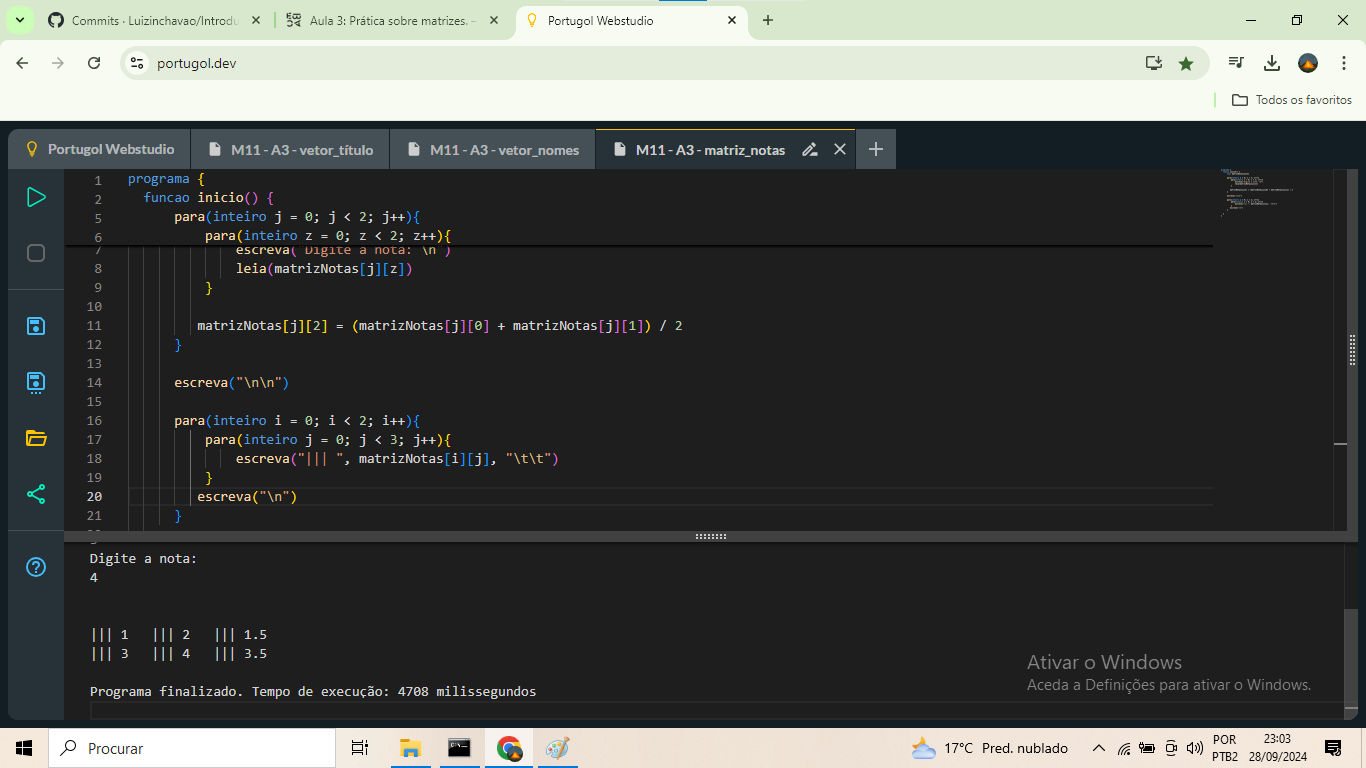 Commits · Luizinchavao/Introdu
Aula 3: Prática sobre matrizes. –
Portugol Webstudio
portugol.dev
Todos os favoritos
Portugol Webstudio
M11 - A3 - vetor_título
M11 - A3 - vetor_nomes
M11 - A3 - matriz_notas
1 programa {
2 funcao inicio() {
5 para(inteiro j = 0; j < 2; j++){
6 para(inteiro z = 0; z < 2; z++){
7 escreva("Digite a nota: \n")
8 leia(matrizNotas[j][z])
9 }
10
11 matrizNotas[j][2] = (matrizNotas[j][0] + matrizNotas[j][1]) / 2
12 }
13
14 escreva("\n\n")
15
16 para(inteiro i = 0; i < 2; i++){
17 para(inteiro j = 0; j < 3; j++){
18 escreva("||| ", matrizNotas[i][j], "\t\t")
19 }
20 escreva("\n")
21 }
Digite a nota:
4
||| 1 ||| 2 ||| 1.5
||| 3 ||| 4 ||| 3.5
Programa finalizado. Tempo de execução: 4708 milissegundos
Ativar o Windows
Aceda a Definições para ativar o Windows.
Procurar
17°C Pred. nublado
POR
PTB2
23:03
28/09/2024